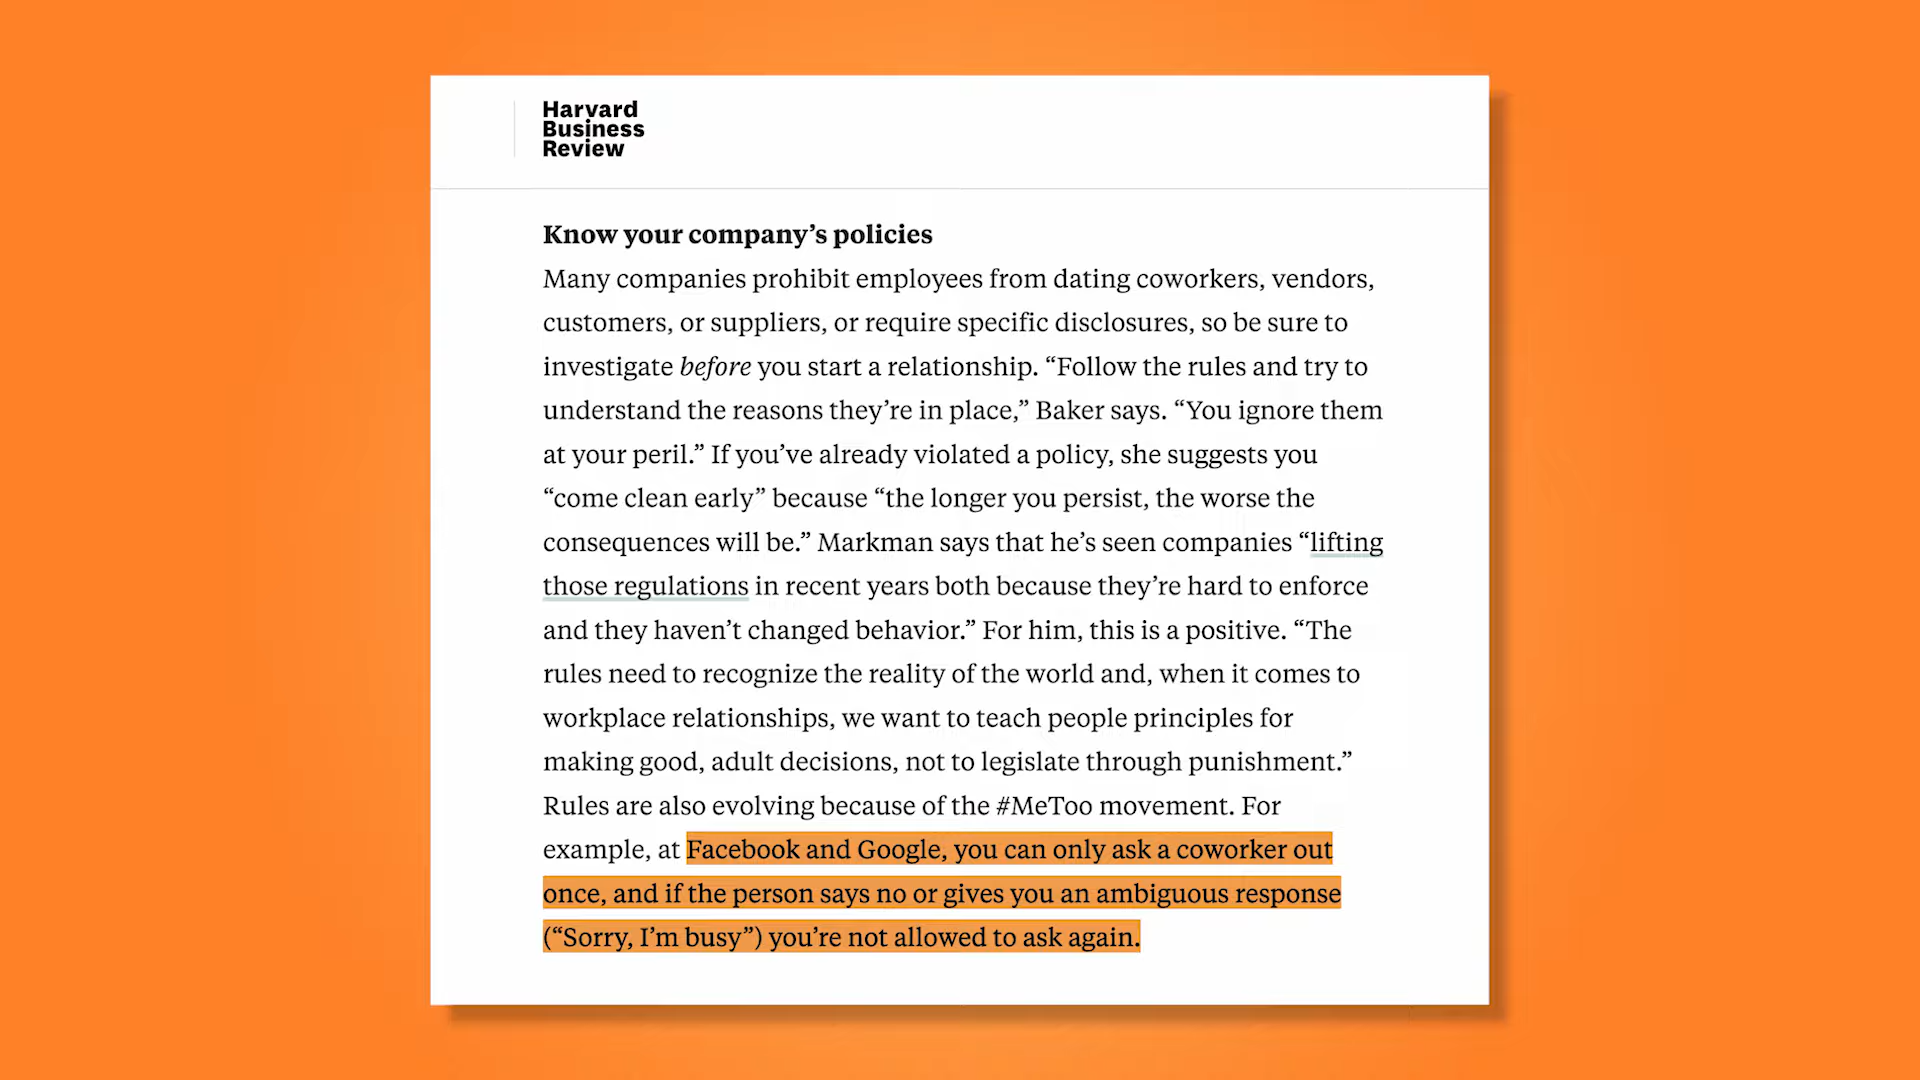 Harvard
Business
Review
Know your company’s policies
Many companies prohibit employees from dating coworkers, vendors,
customers, or suppliers, or require specific disclosures, so be sure to
investigate before you start a relationship. “Follow the rules and try to
understand the reasons they’re in place,” Baker says. “You ignore them
at your peril.” If you’ve already violated a policy, she suggests you
“come clean early” because “the longer you persist, the worse the
consequences will be.” Markman says that he’s seen companies “lifting
those regulations in recent years both because they’re hard to enforce
and they haven’t changed behavior.” For him, this is a positive. “The
rules need to recognize the reality of the world and, when it comes to
workplace relationships, we want to teach people principles for
making good, adult decisions, not to legislate through punishment.”
Rules are also evolving because of the #MeToo movement. For
example, at Facebook and Google, you can only ask a coworker out
once, and if the person says no or gives you an ambiguous response
(“Sorry, I’m busy”) you’re not allowed to ask again.